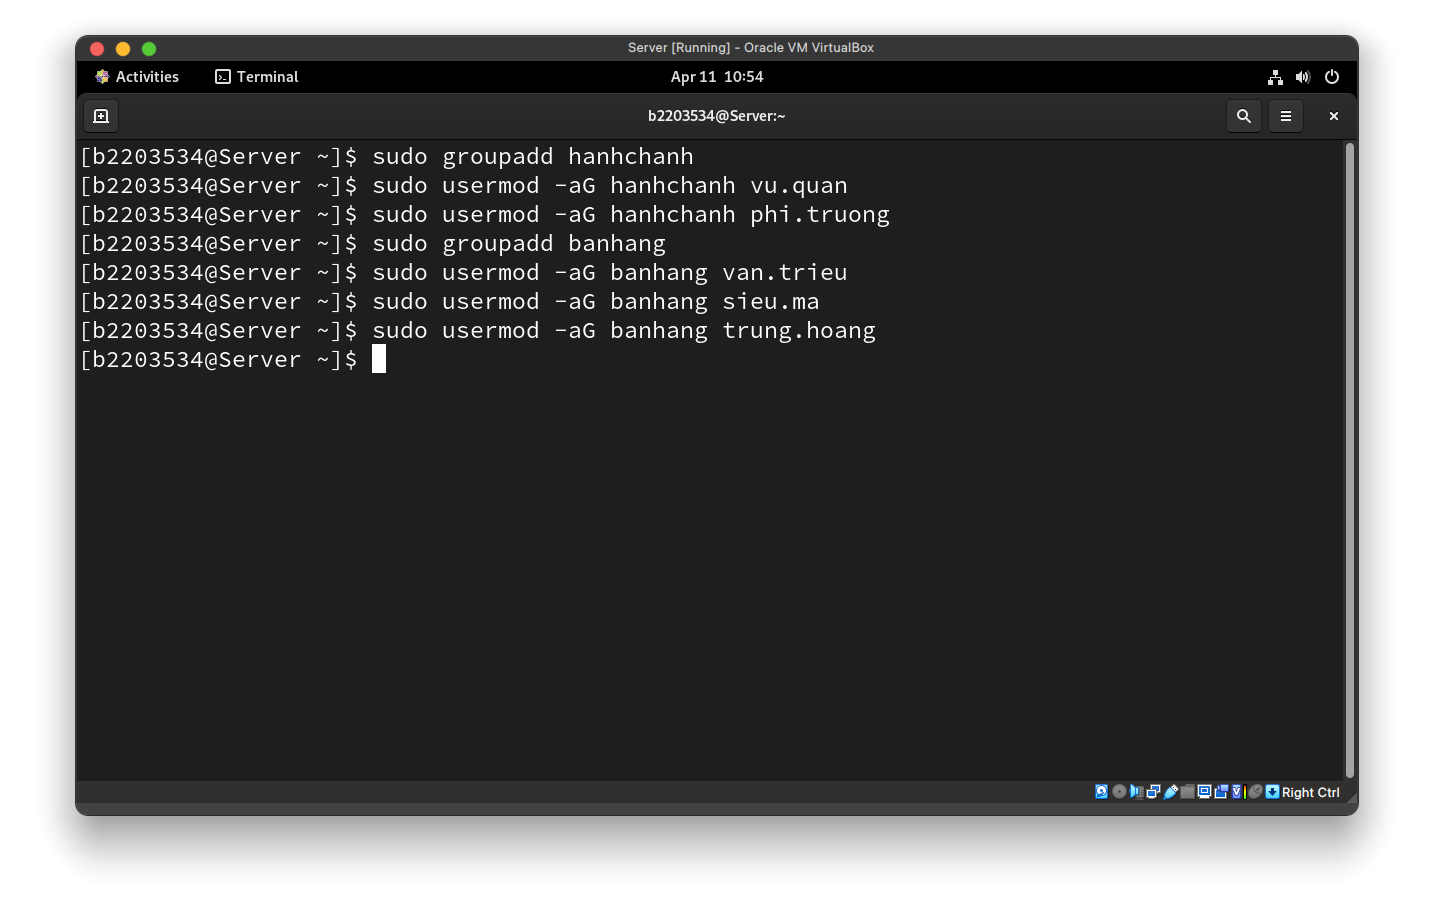 Server [Running] - Oracle VM VirtualBox
Activities Terminal Apr 11 10:54
b2203534@Server:~
[b2203534@Server ~]$ sudo groupadd hanhchanh
[b2203534@Server ~]$ sudo usermod -aG hanhchanh vu.quan
[b2203534@Server ~]$ sudo usermod -aG hanhchanh phi.truong
[b2203534@Server ~]$ sudo groupadd banhang
[b2203534@Server ~]$ sudo usermod -aG banhang van.trieu
[b2203534@Server ~]$ sudo usermod -aG banhang sieu.ma
[b2203534@Server ~]$ sudo usermod -aG banhang trung.hoang
[b2203534@Server ~]$
Right Ctrl